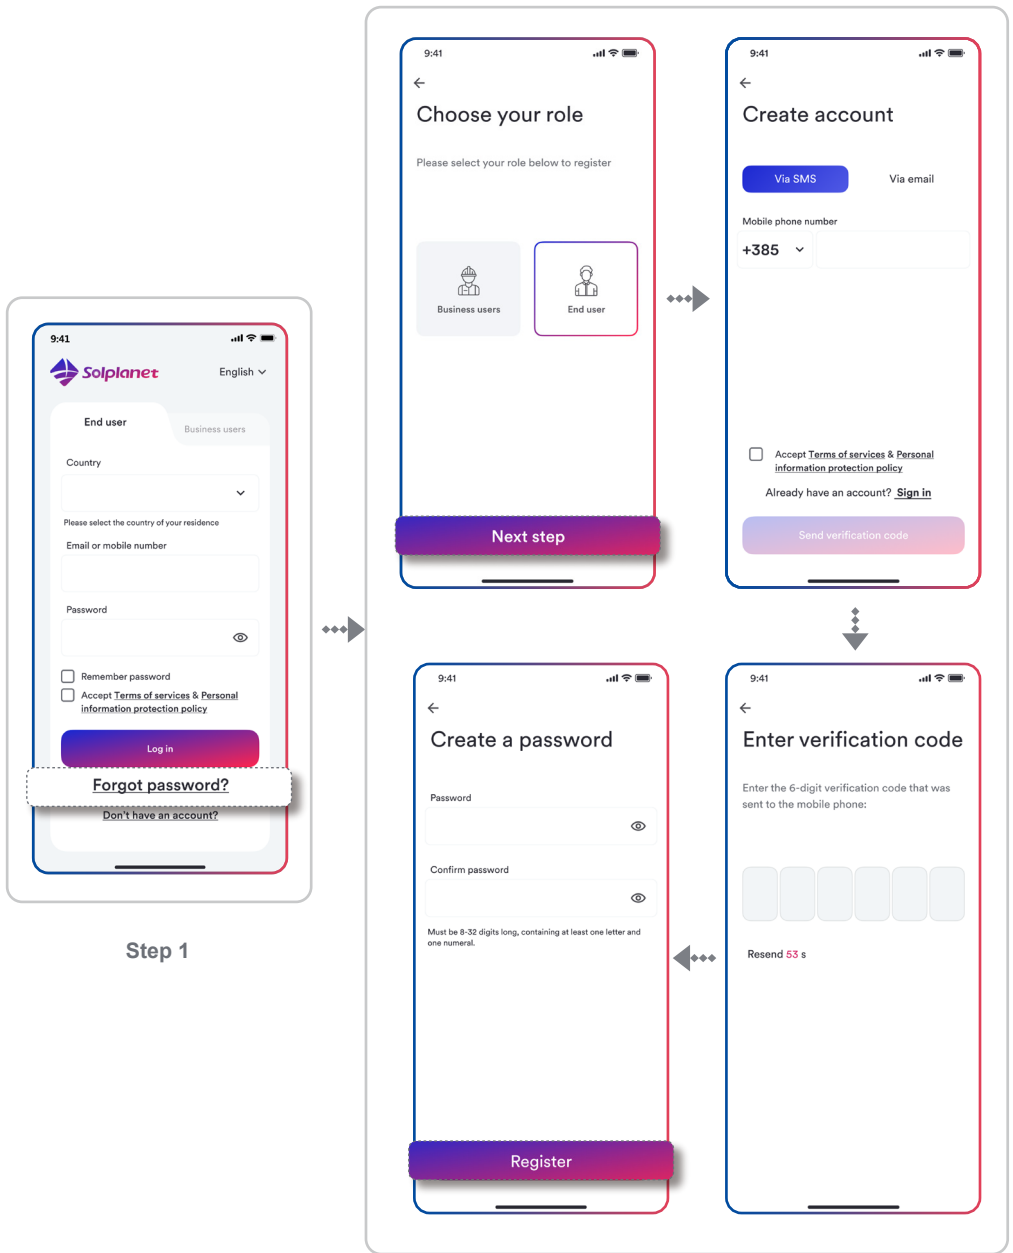 9:41
Solplanet
English
End user
Business users
Country
Please select the country of your residence
Email or mobile number
Password
Remember password
Accept Terms of services & Personal
information protection policy
Log in
Forgot password?
Don't have an account?
Step 1
9:41
Choose your role
Please select your role below to register
Business users
End user
Next step
9:41
Create account
Via SMS
Via email
Mobile phone number
+385
Accept Terms of services & Personal
information protection policy
Already have an account? Sign in
Send verification code
9:41
Enter verification code
Enter the 6-digit verification code that was
sent to the mobile phone:
Resend 53 s
9:41
Create a password
Password
Confirm password
Must be 8-32 digits long, containing at least one letter and
one numeral.
Register